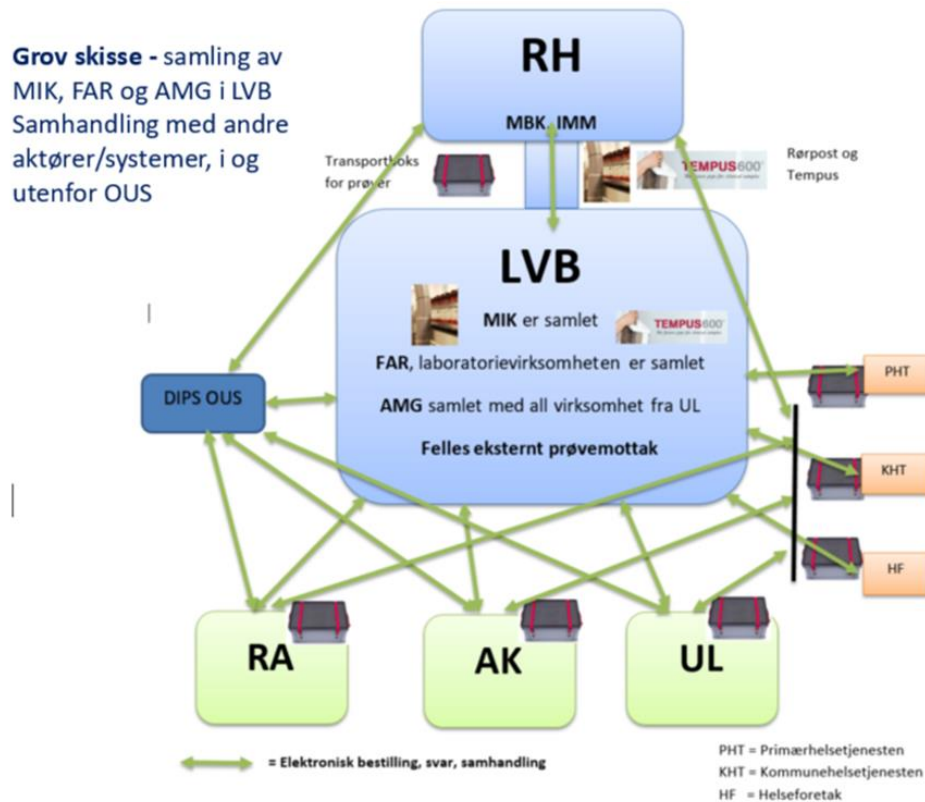 Grov skisse - samling av
MIK, FAR og AMG i LVB
Samhandling med andre
aktører/systemer, i og
utenfor OUS
RH
MBK, IMM
Transportboks
for prøver
TEMPUS600
Rørpost og
Tempus
LVB
MIK er samlet
TEMPUS600
FAR, laboratorievirksomheten er samlet
AMG samlet med all virksomhet fra UL
Felles eksternt prøvemottak
DIPS OUS
PHT
KHT
HF
RA
AK
UL
= Elektronisk bestilling, svar, samhandling
PHT = Primærhelsetjenesten
KHT = Kommunehelsetjenesten
HF = Helseforetak